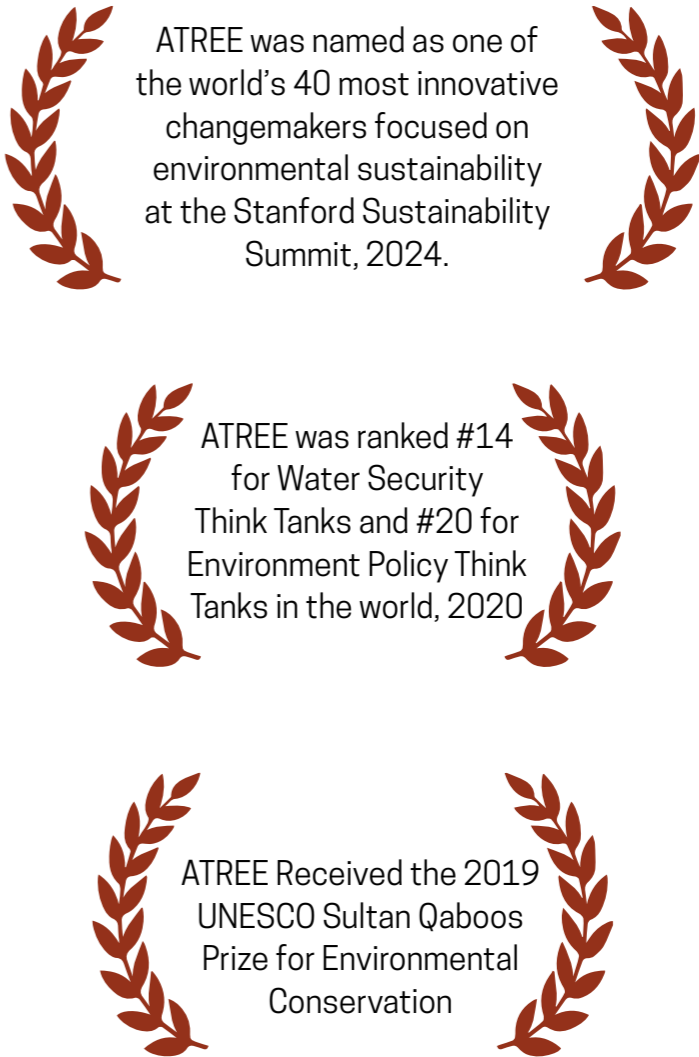 ATREE was named as one of
the world’s 40 most innovative
changemakers focused on
environmental sustainability
at the Stanford Sustainability
Summit, 2024.
ATREE was ranked #14
for Water Security
Think Tanks and #20 for
Environment Policy Think
Tanks in the world, 2020
ATREE Received the 2019
UNESCO Sultan Qaboos
Prize for Environmental
Conservation